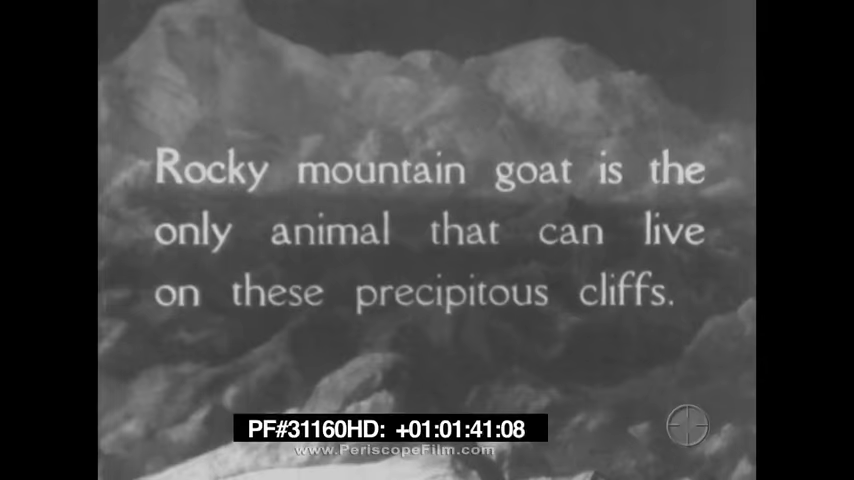 Rocky mountain goat is the
only animal that can live
on these precipitous cliffs.
PF#31160HD: +01:01:41:08
www.PeriscopeFilm.com